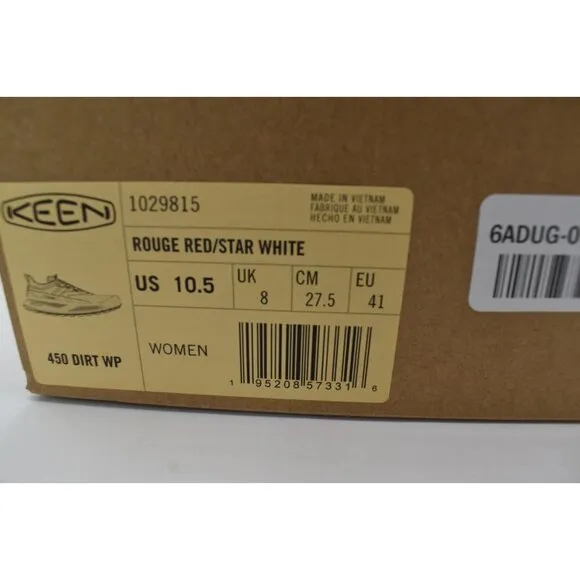 KEEN
1029815
MADE IN VIETNAM
FABRIQUÉ AU VIETNAM
HECHO EN VIETNAM
ROUGE RED/STAR WHITE
US 10.5
UK 8
CM 27.5
EU 41
450 DIRT WP
WOMEN
1 95208 57331 6
6ADUG-0